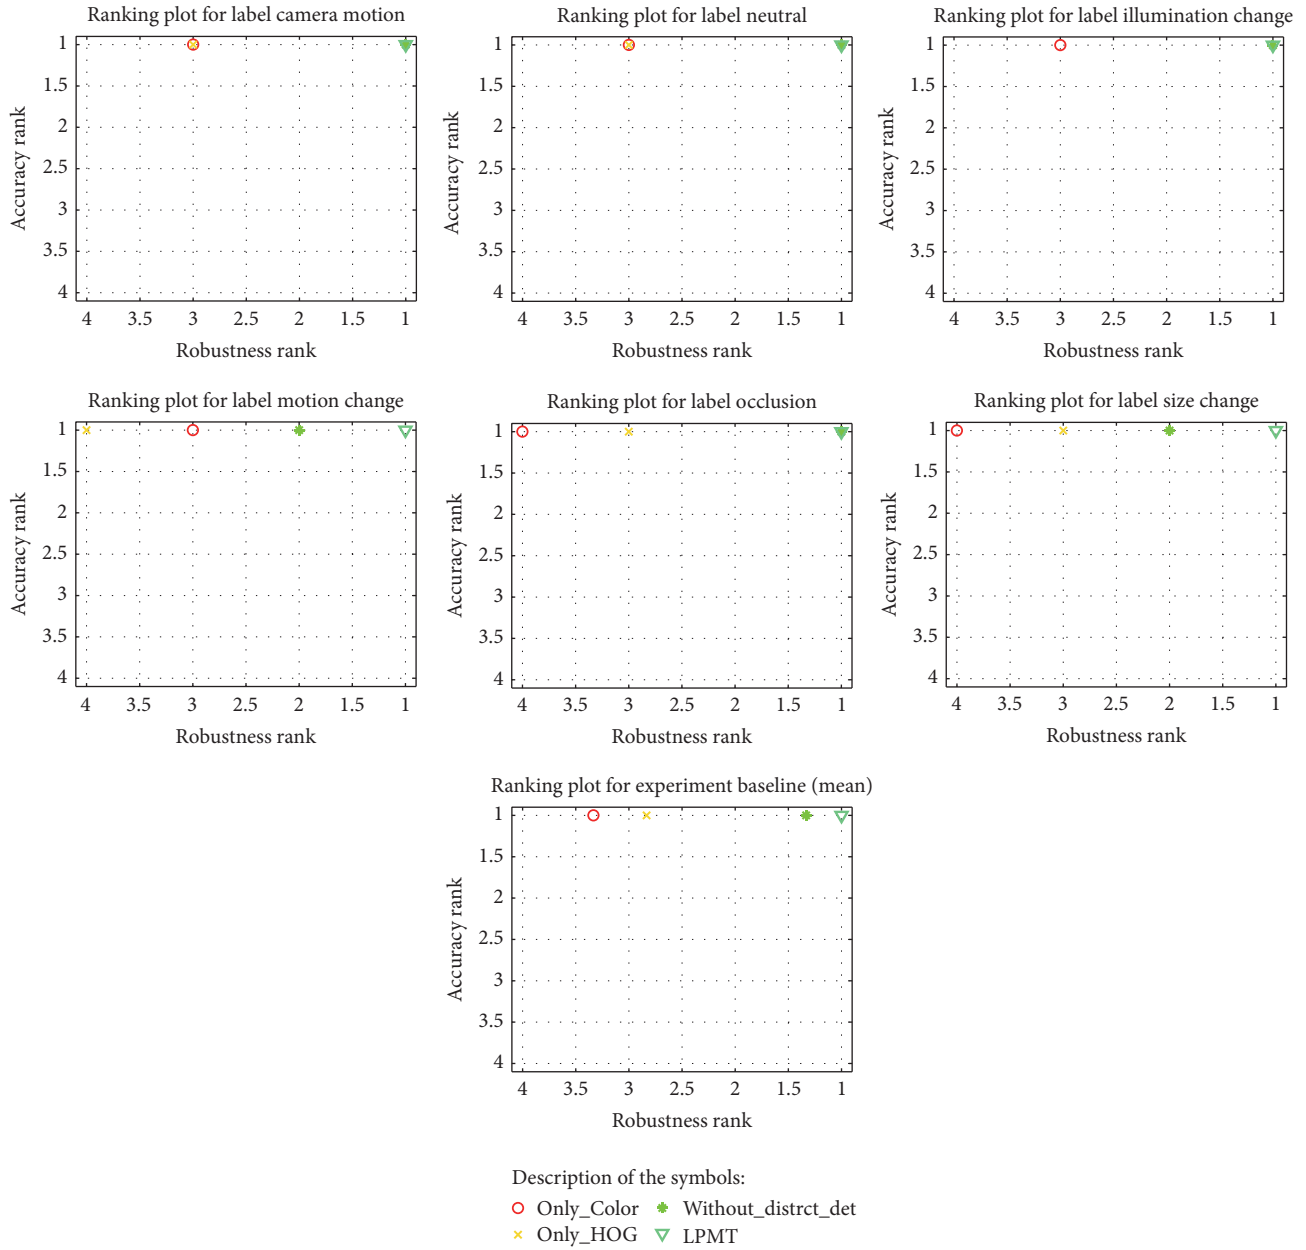 Ranking plot for label camera motion
1
1.5
2
2.5
3
3.5
4
Accuracy rank
4 3.5 3 2.5 2 1.5 1
Robustness rank
Ranking plot for label neutral
1
1.5
2
2.5
3
3.5
4
Accuracy rank
4 3.5 3 2.5 2 1.5 1
Robustness rank
Ranking plot for label illumination change
1
1.5
2
2.5
3
3.5
4
Accuracy rank
4 3.5 3 2.5 2 1.5 1
Robustness rank
Ranking plot for label motion change
1
1.5
2
2.5
3
3.5
4
Accuracy rank
4 3.5 3 2.5 2 1.5 1
Robustness rank
Ranking plot for label occlusion
1
1.5
2
2.5
3
3.5
4
Accuracy rank
4 3.5 3 2.5 2 1.5 1
Robustness rank
Ranking plot for label size change
1
1.5
2
2.5
3
3.5
4
Accuracy rank
4 3.5 3 2.5 2 1.5 1
Robustness rank
Ranking plot for experiment baseline (mean)
1
1.5
2
2.5
3
3.5
4
Accuracy rank
4 3.5 3 2.5 2 1.5 1
Robustness rank
Description of the symbols:
Only_Color Without_distrct_det
Only_HOG LPMT